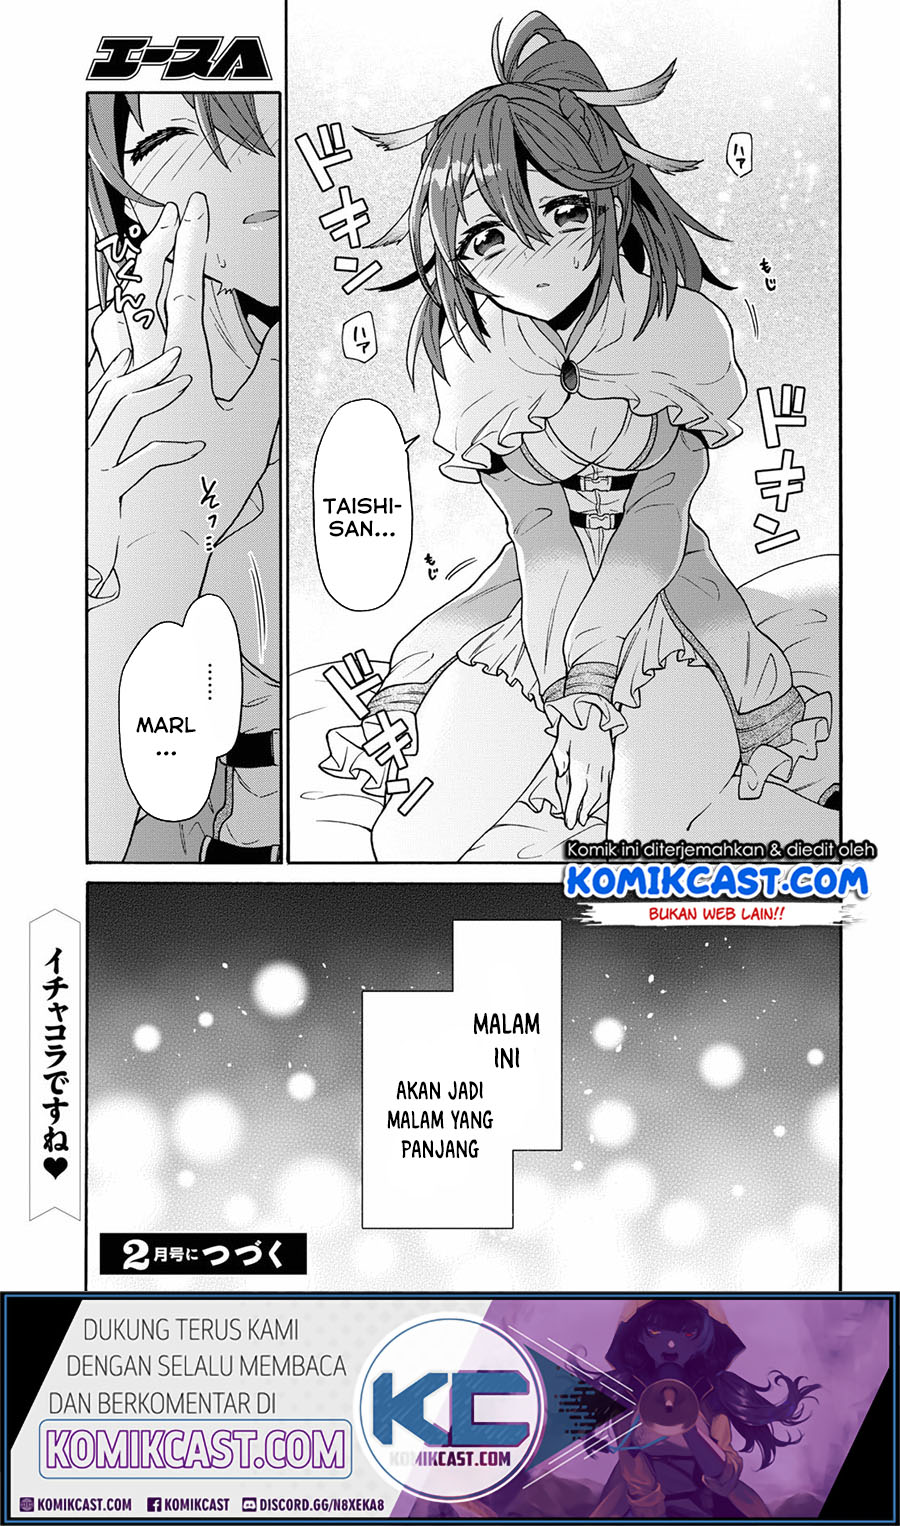 エースA
ドキン
ハァ
もじ
ハァ
ドキン
TAISHI-
SAN...
もじ
ドキン
ぴくんっ
そっ…
......
MARL
...
Komik ini diterjemahkan & diedit oleh
KOMIKCAST.COM
BUKAN WEB LAIN!!
MALAM
INI
AKAN JADI
MALAM YANG
PANJANG
イチャコラですね♥
2月号につづく
DUKUNG TERUS KAMI
DENGAN SELALU MEMBACA
DAN BERKOMENTAR DI
KOMIKCAST.COM
KC
KOMIKCAST.COM
KOMIKCAST.COM
KOMIKCAST
DISCORD.GG/N8XEKA8